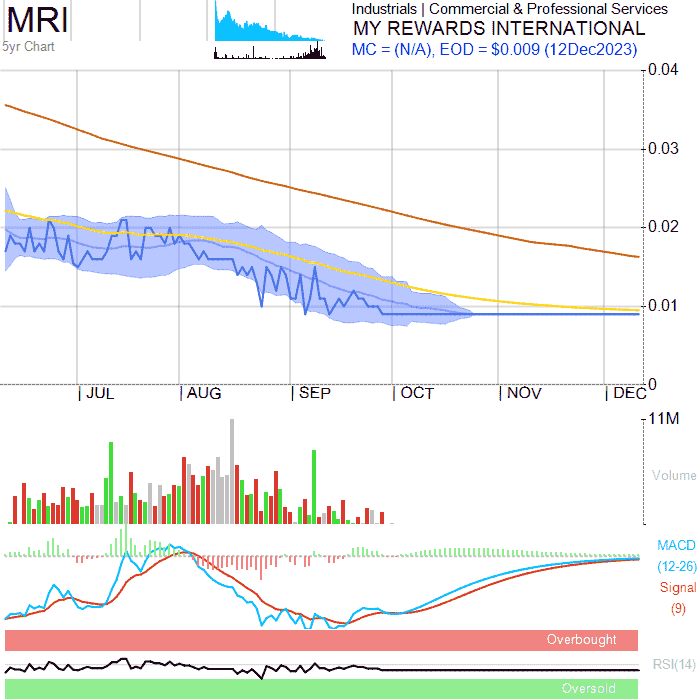 MRI
5yr Chart
Industrials | Commercial & Professional Services
MY REWARDS INTERNATIONAL
MC = (N/A), EOD = $0.009 (12Dec2023)
0.04
0.03
0.02
0.01
0
JUL AUG SEP OCT NOV DEC
11M
Volume
MACD
(12-26)
Signal
(9)
Overbought
RSI(14)
Oversold